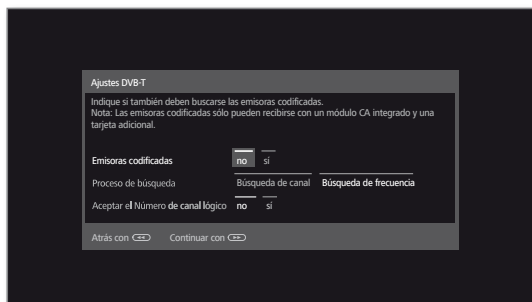 Ajustes DVB-T
Indique si también deben buscarse las emisoras codificadas.
Nota: Las emisoras codificadas sólo pueden recibirse con un módulo CA integrado y una
tarjeta adicional.
Emisoras codificadas no sí
Proceso de búsqueda Búsqueda de canal Búsqueda de frecuencia
Aceptar el Número de canal lógico no sí
Atrás con Continuar con